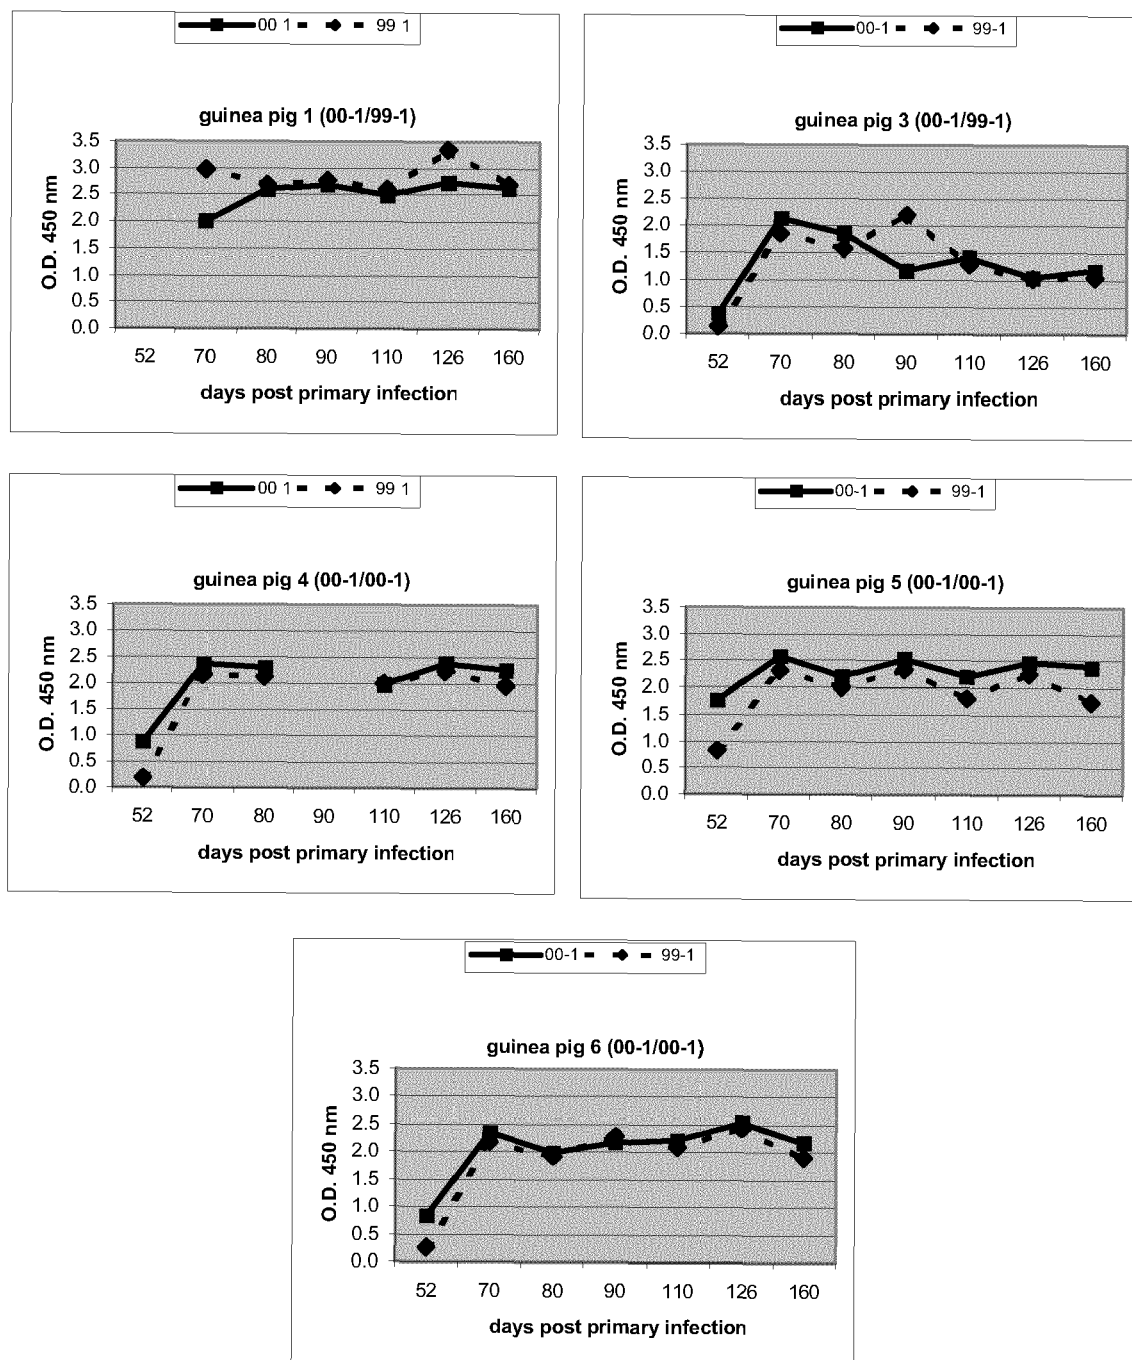 00 1 99 1
guinea pig 1 (00-1/99-1)
O.D. 450 nm
3.5
3.0
2.5
2.0
1.5
1.0
0.5
0.0
52 70 80 90 110 126 160
days post primary infection
00-1 99-1
guinea pig 3 (00-1/99-1)
O.D. 450 nm
3.5
3.0
2.5
2.0
1.5
1.0
0.5
0.0
52 70 80 90 110 126 160
days post primary infection
00 1 99 1
guinea pig 4 (00-1/00-1)
O.D. 450 nm
3.5
3.0
2.5
2.0
1.5
1.0
0.5
0.0
52 70 80 90 110 126 160
days post primary infection
00-1 99-1
guinea pig 5 (00-1/00-1)
O.D. 450 nm
3.5
3.0
2.5
2.0
1.5
1.0
0.5
0.0
52 70 80 90 110 126 160
days post primary infection
00-1 99-1
guinea pig 6 (00-1/00-1)
O.D. 450 nm
3.5
3.0
2.5
2.0
1.5
1.0
0.5
0.0
52 70 80 90 110 126 160
days post primary infection